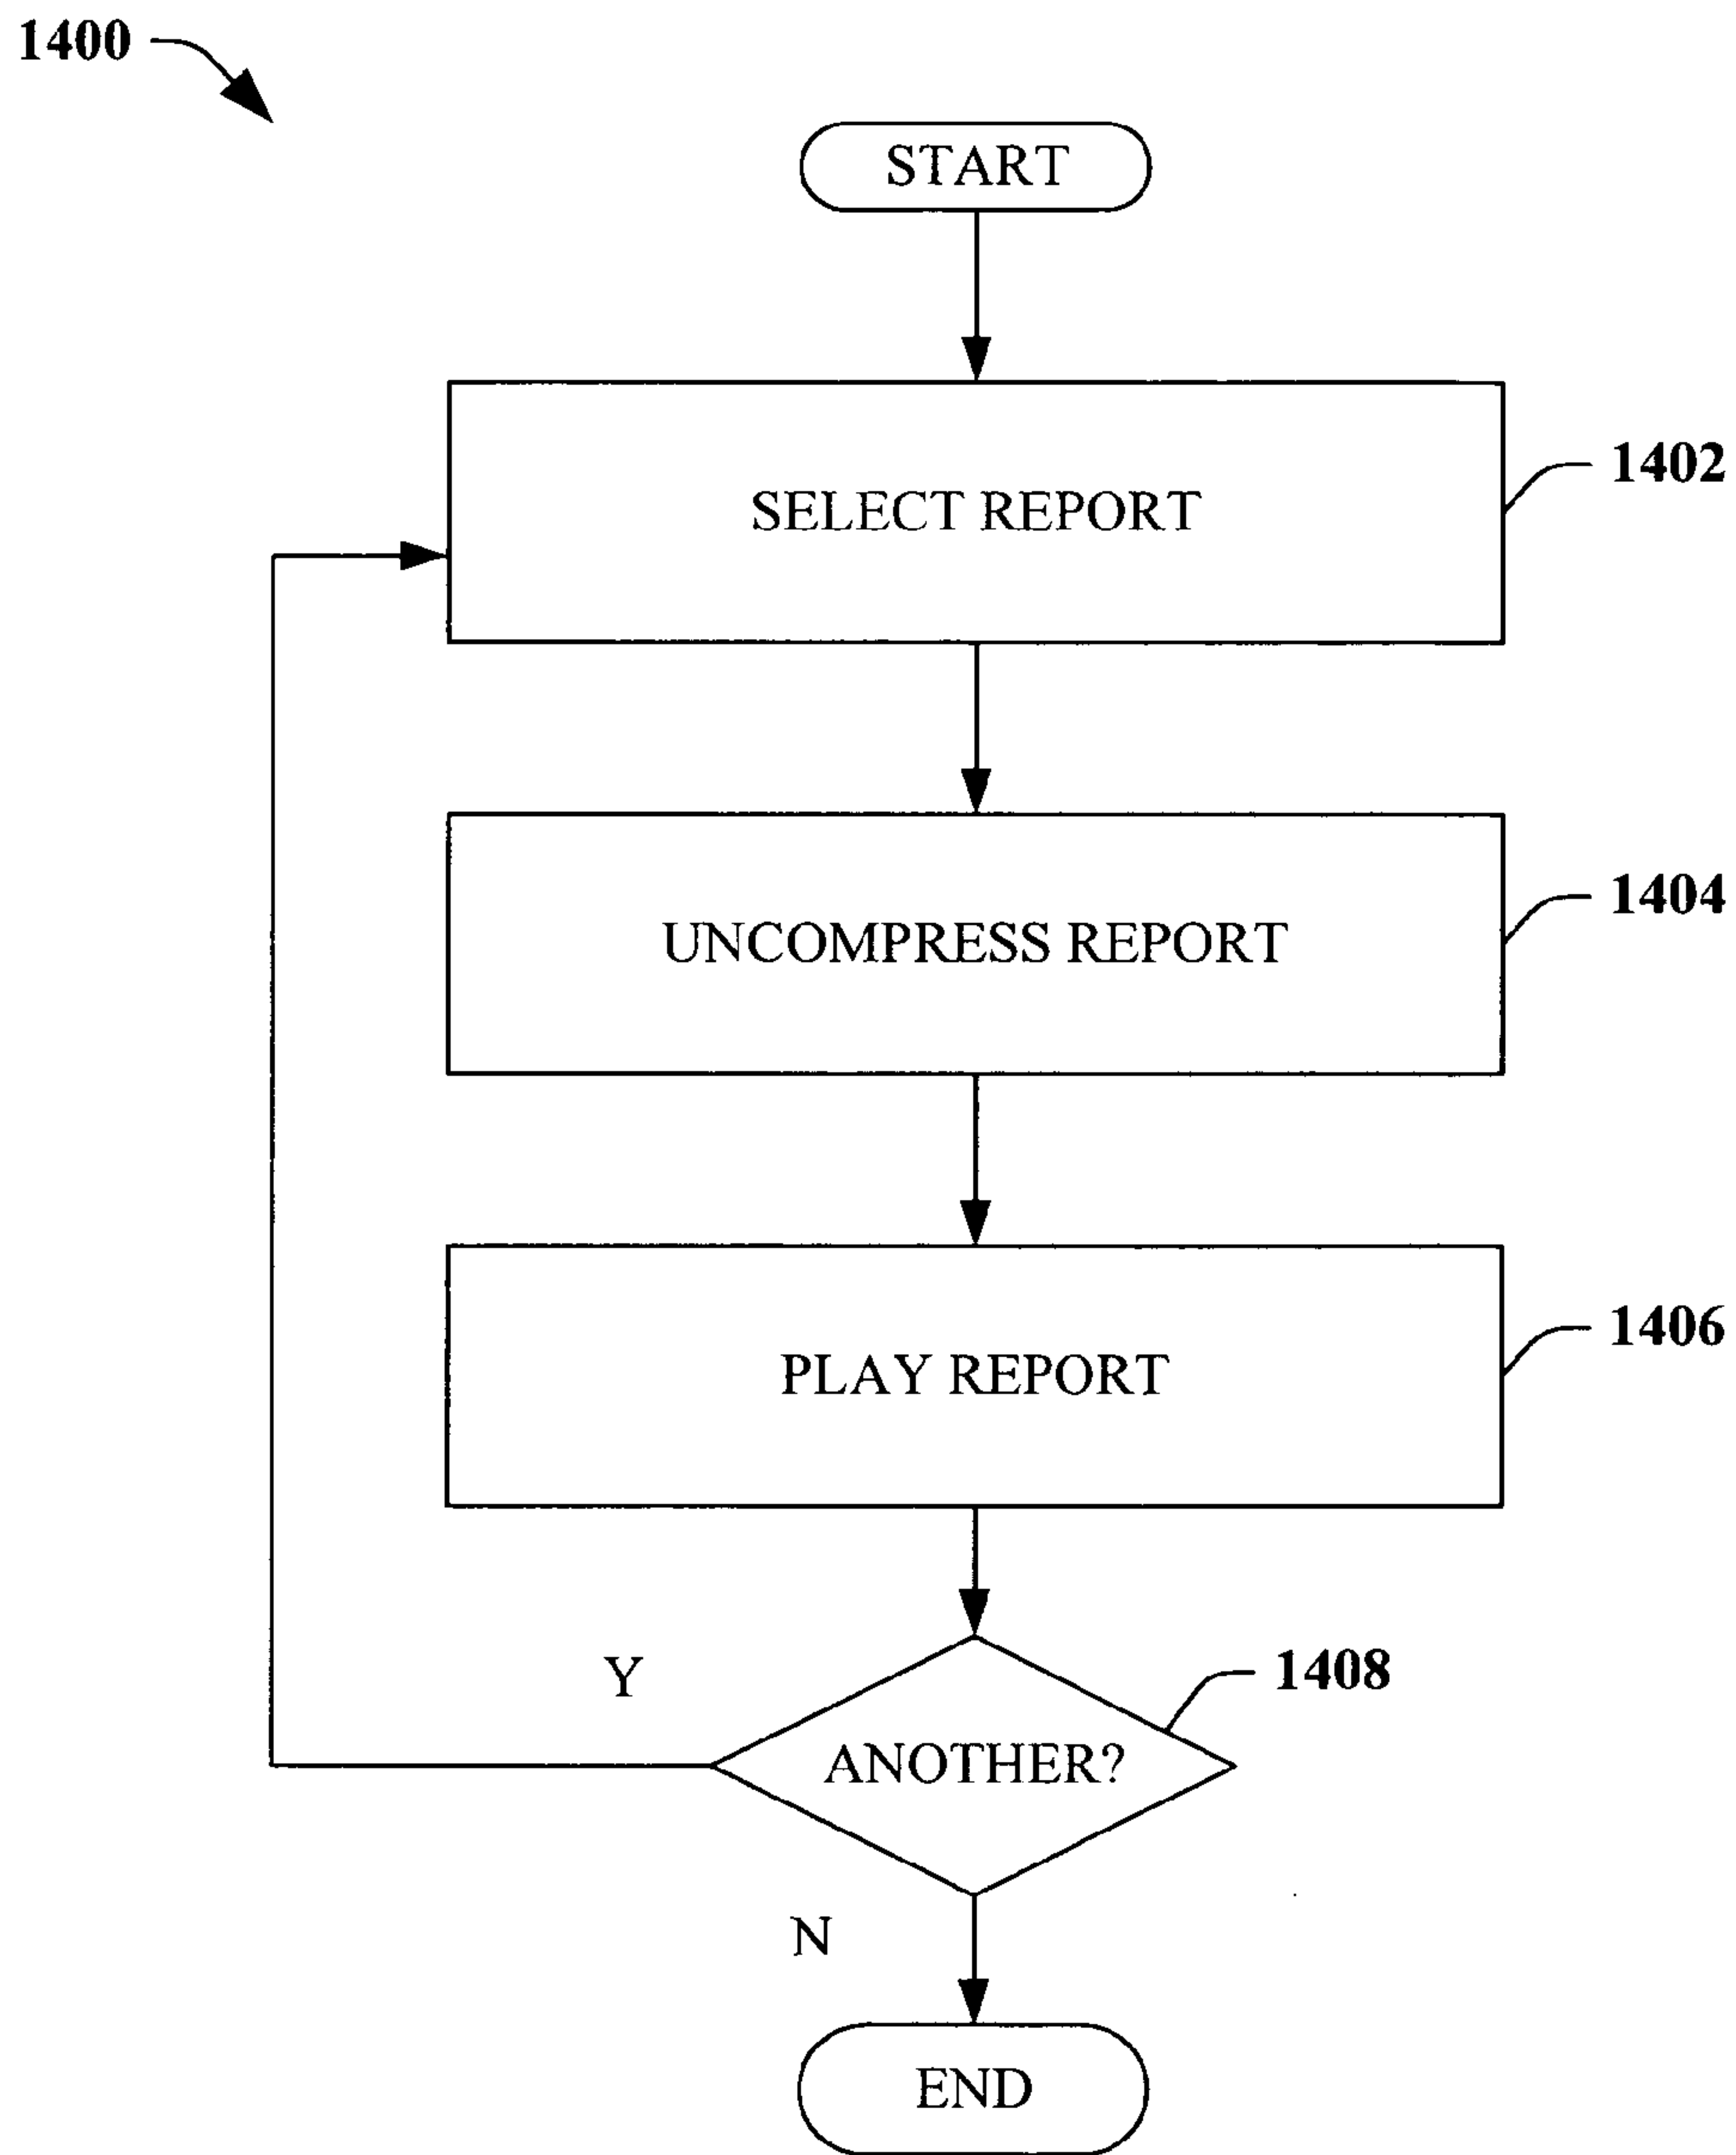 1400
START
SELECT REPORT
1402
UNCOMPRESS REPORT
1404
PLAY REPORT
1406
Y
1408
ANOTHER?
N
END